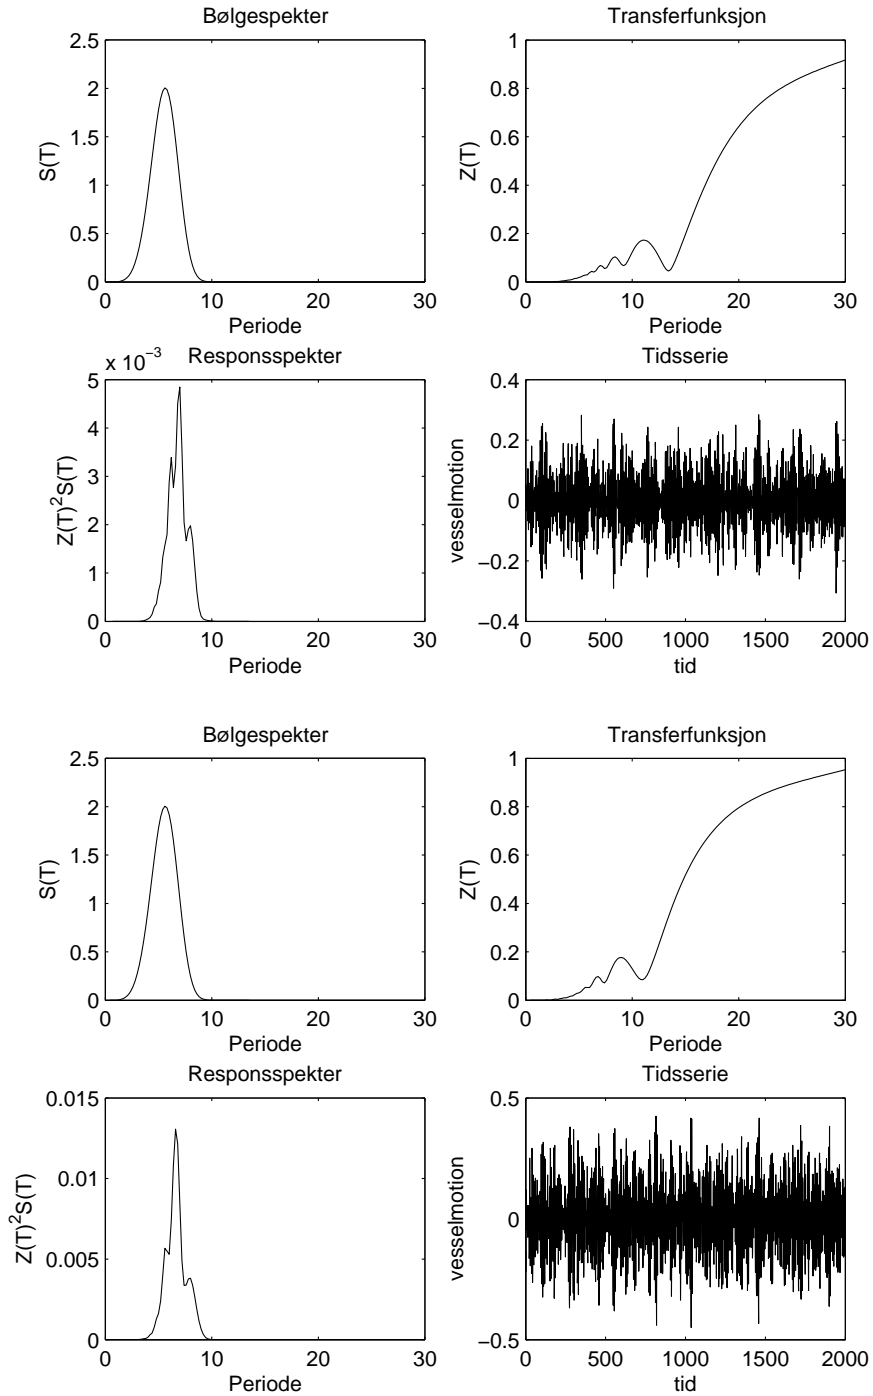 Bølgespekter
2.5
2
1.5
1
0.5
0
S(T)
0 10 20 30
Periode
Transferfunksjon
1
0.8
0.6
0.4
0.2
0
Z(T)
0 10 20 30
Periode
Responsspekter
x 10⁻³
5
4
3
2
1
0
Z(T)²S(T)
0 10 20 30
Periode
Tidsserie
0.4
0.2
0
−0.2
−0.4
vesselmotion
0 500 1000 1500 2000
tid
Bølgespekter
2.5
2
1.5
1
0.5
0
S(T)
0 10 20 30
Periode
Transferfunksjon
1
0.8
0.6
0.4
0.2
0
Z(T)
0 10 20 30
Periode
Responsspekter
0.015
0.01
0.005
0
Z(T)²S(T)
0 10 20 30
Periode
Tidsserie
0.5
0
−0.5
vesselmotion
0 500 1000 1500 2000
tid